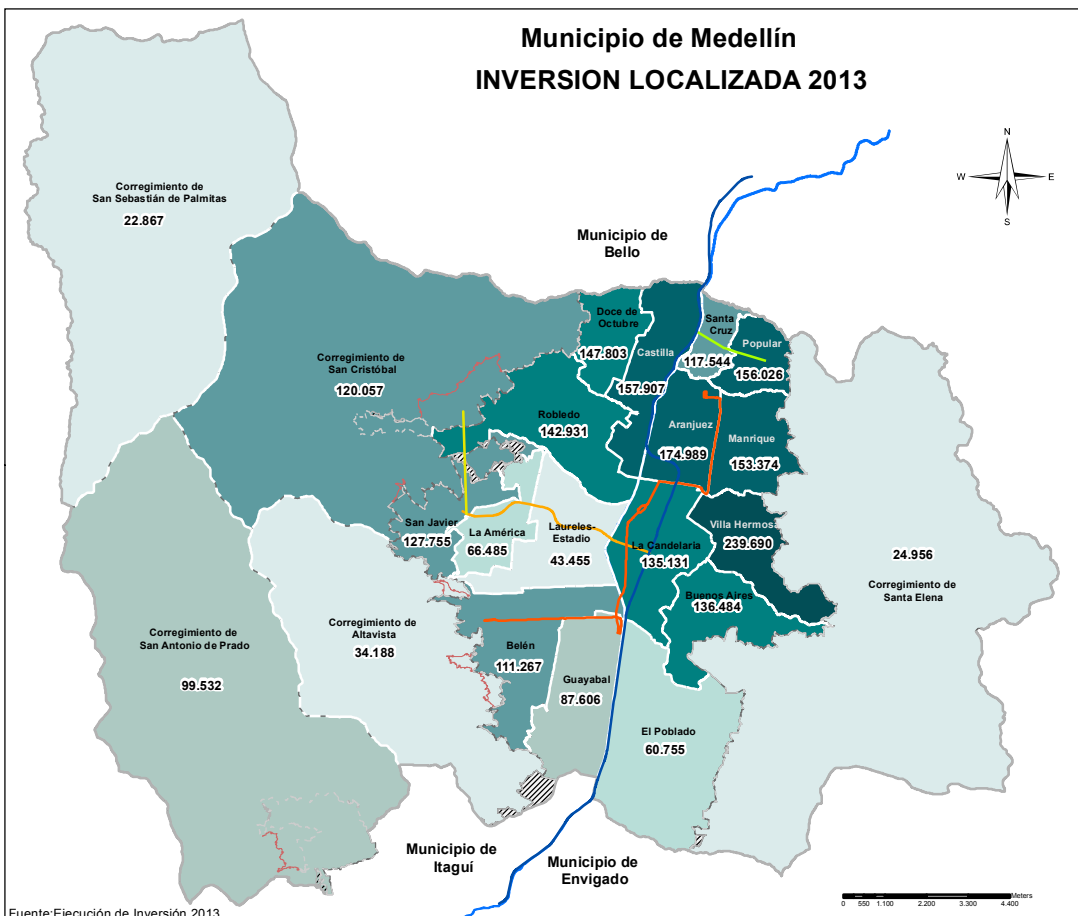 Municipio de Medellín
INVERSION LOCALIZADA 2013
N
W
E
S
Corregimiento de
San Sebastián de Palmitas
22.867
Municipio de
Bello
Doce de
Octubre
147.803
Castilla
157.907
Santa
Cruz
117.544
Popular
156.026
Corregimiento de
San Cristóbal
120.057
Robledo
142.931
Aranjuez
174.989
Manrique
153.374
San Javier
127.755
La América
66.485
Laureles-
Estadio
43.455
La Candelaria
135.131
Villa Hermos
239.690
24.956
Corregimiento de
Santa Elena
Buenos Aires
136.484
Corregimiento de
San Antonio de Prado
99.532
Corregimiento de
Altavista
34.188
Belén
111.267
Guayabal
87.606
El Poblado
60.755
Municipio de
Itaguí
Municipio de
Envigado
Meters
0 550 1.100 2.200 3.300 4.400
Fuente:Ejecución de Inversión 2013